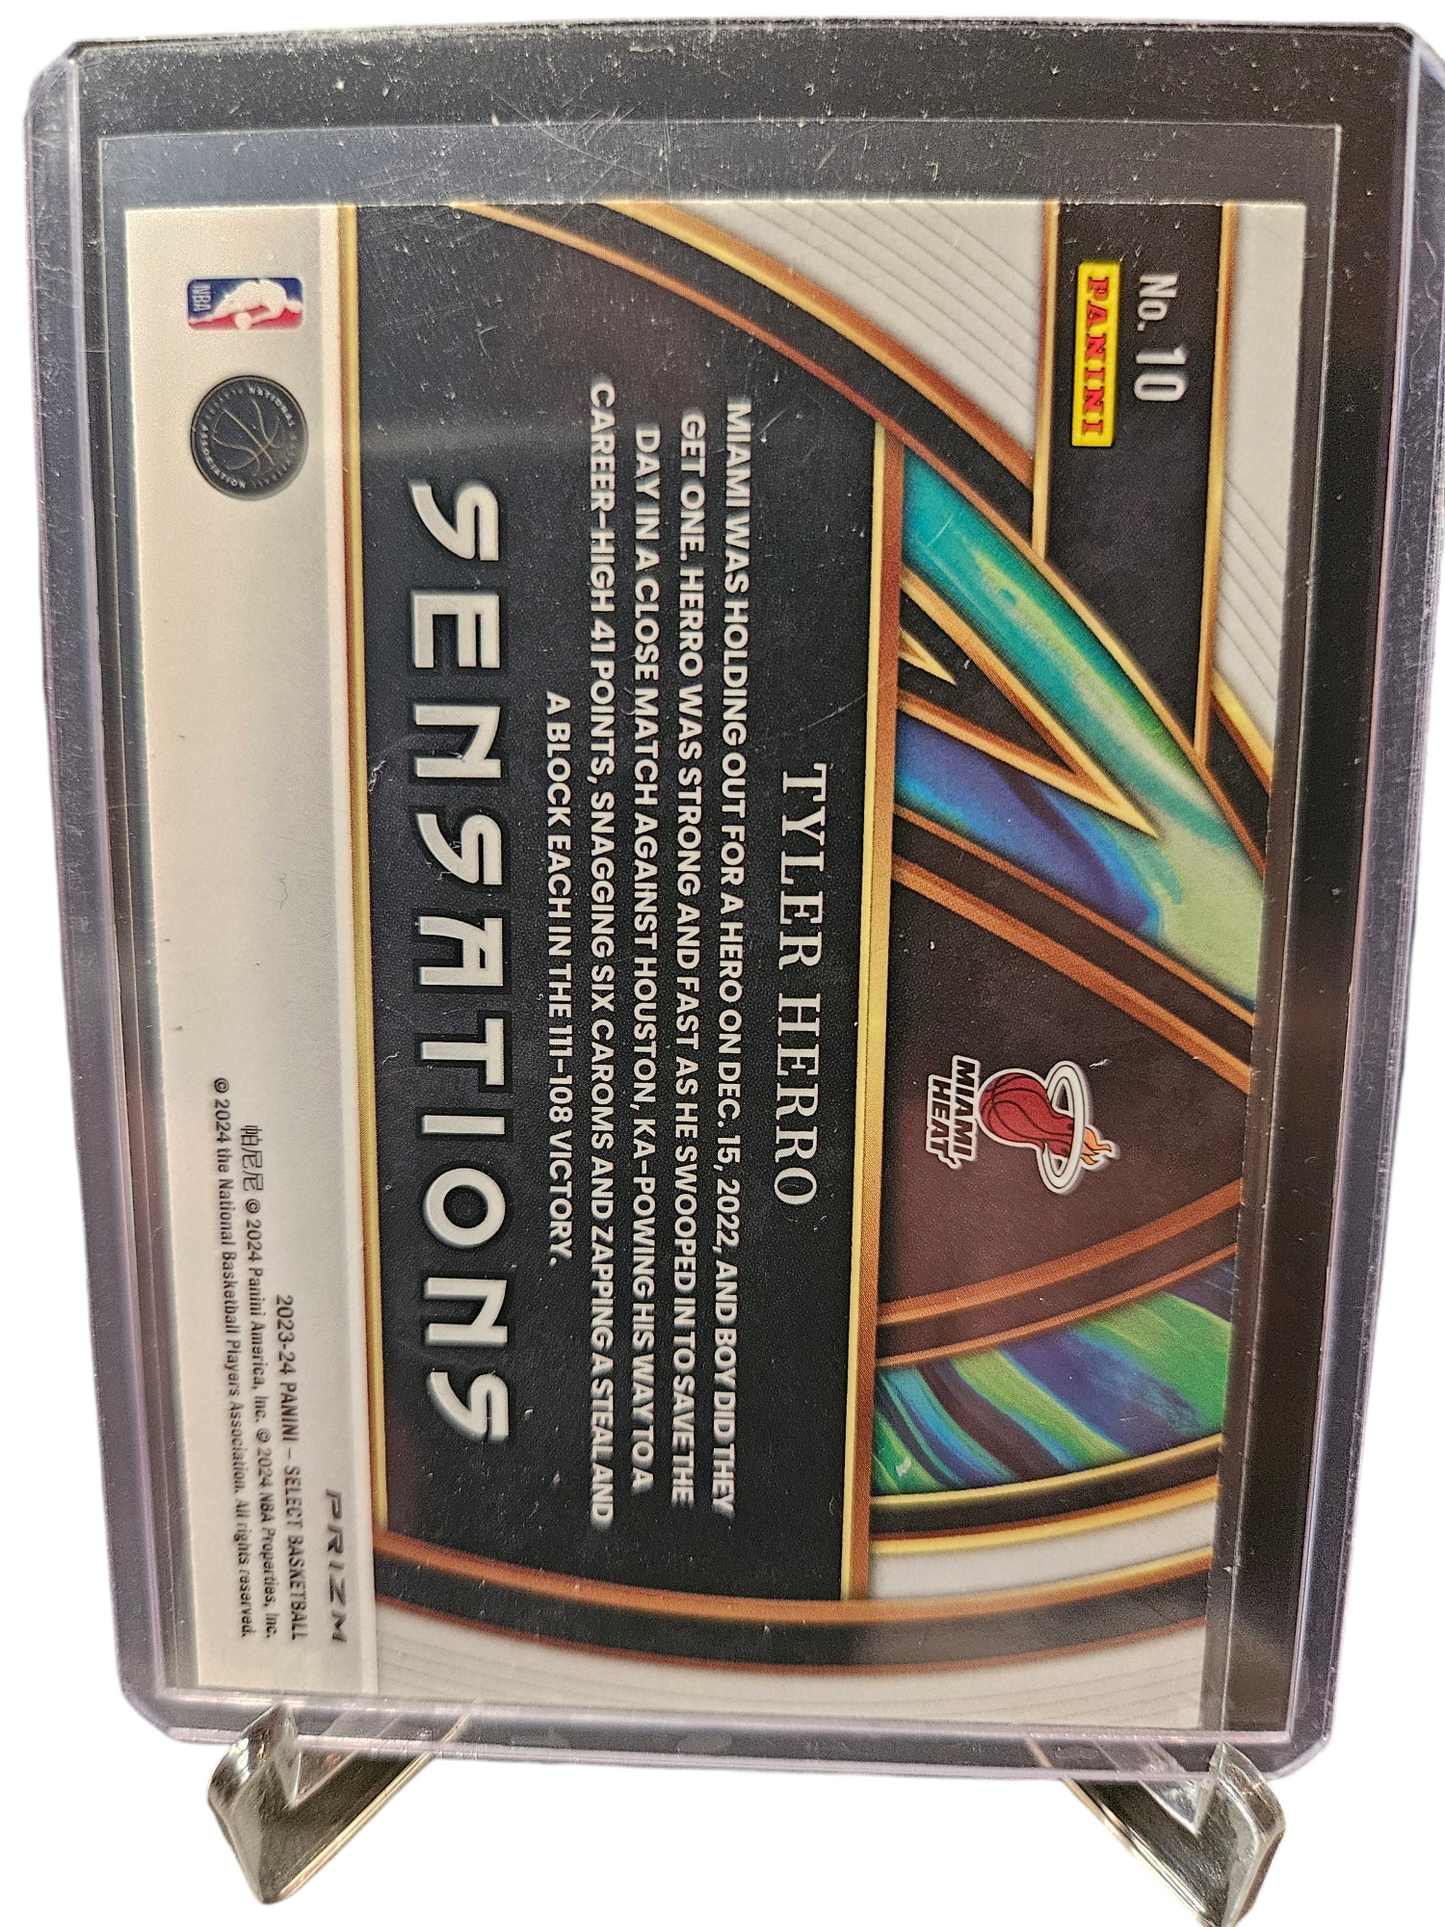 No. 10
PANINI
MIAMI
HEAT
TYLER HERRO
MIAMI WAS HOLDING OUT FOR A HERO ON DEC. 15, 2022, AND BOY DID THEY
GET ONE. HERRO WAS STRONG AND FAST AS HE SWOOPED IN TO SAVE THE
DAY IN A CLOSE MATCH AGAINST HOUSTON, KA-POWING HIS WAY TO A
CAREER-HIGH 41 POINTS, SNAGGING SIX CAROMS AND ZAPPING A STEAL AND
A BLOCK EACH IN THE 111-108 VICTORY.
SENSATIONS
PRIZM
NBA
2023-24 PANINI – SELECT BASKETBALL
帕尼尼 © 2024 Panini America, Inc. © 2024 NBA Properties, Inc.
© 2024 the National Basketball Players Association. All rights reserved.